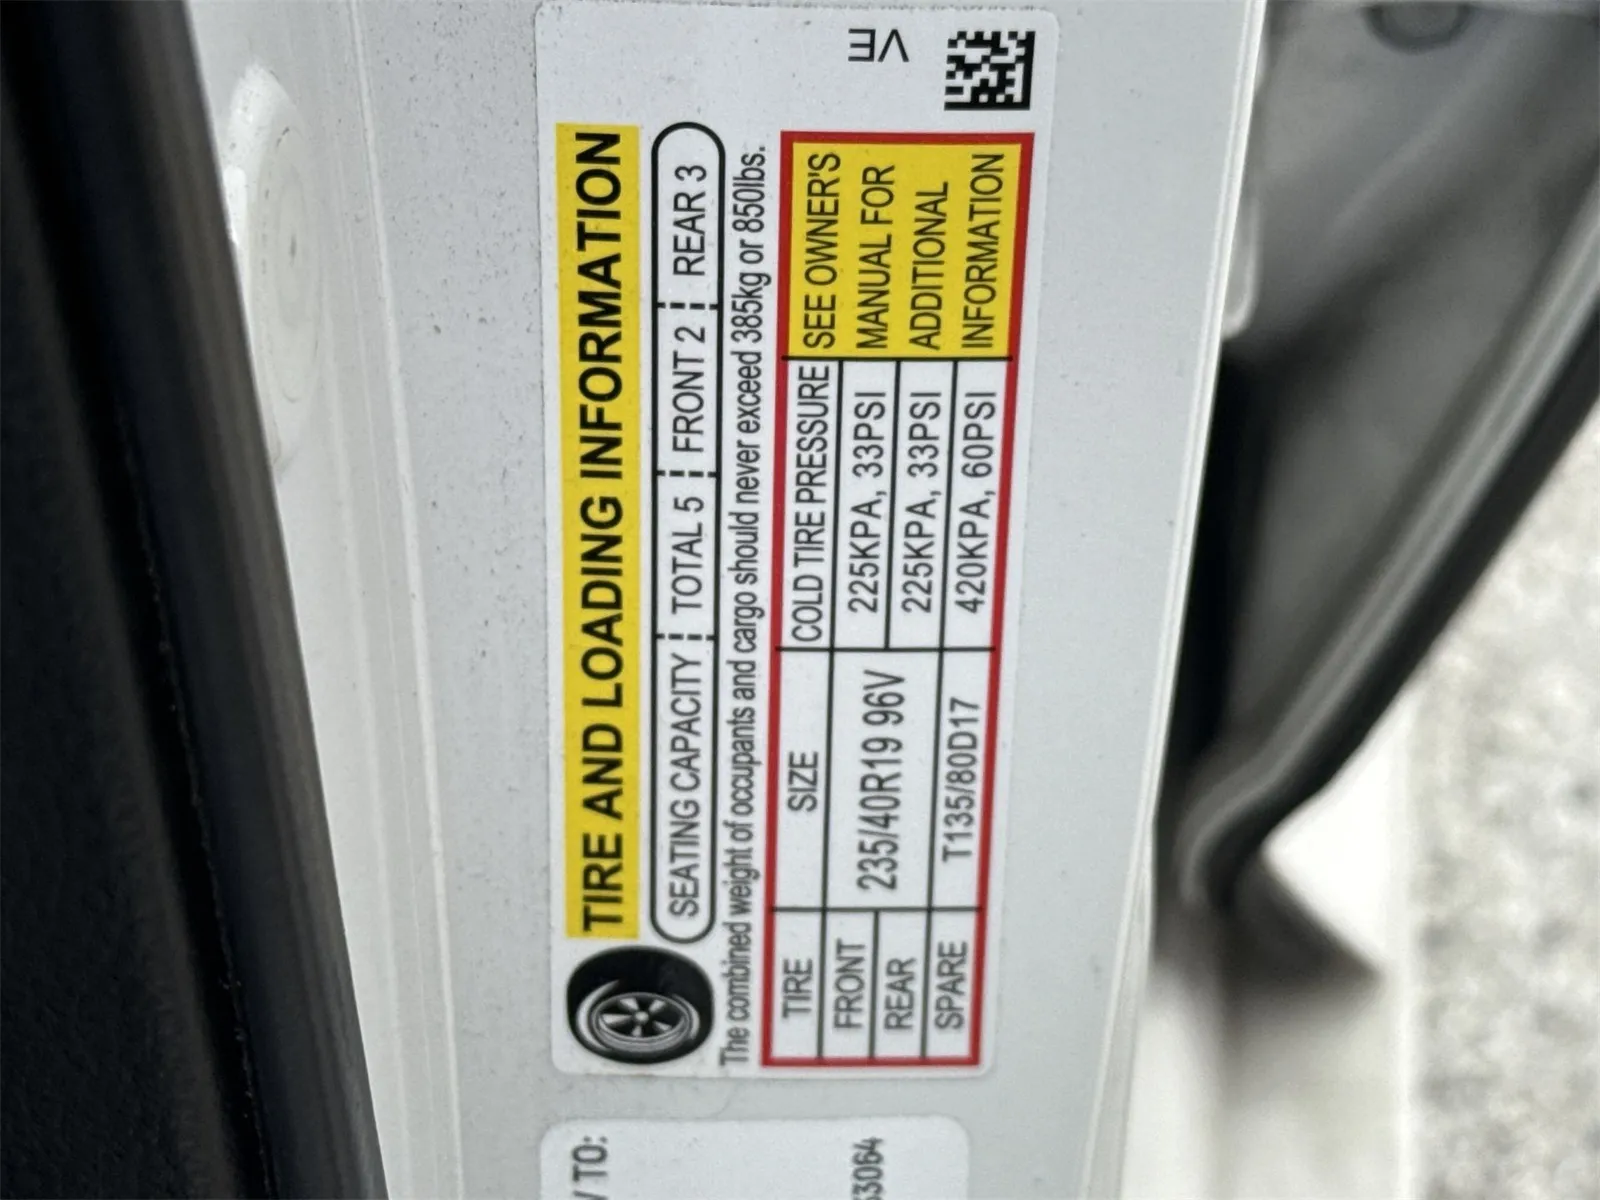 VE
TIRE AND LOADING INFORMATION
SEATING CAPACITY TOTAL 5 FRONT 2 REAR 3
The combined weight of occupants and cargo should never exceed 385kg or 850lbs.
TIRE SIZE COLD TIRE PRESSURE SEE OWNER'S
FRONT 235/40R19 96V 225KPA, 33PSI MANUAL FOR
REAR 225KPA, 33PSI ADDITIONAL
SPARE T135/80D17 420KPA, 60PSI INFORMATION
TO:
3064